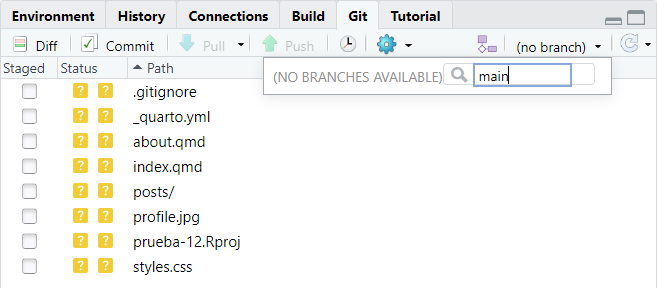 Environment History Connections Build Git Tutorial
Diff Commit Pull Push (no branch)
Staged Status Path
(NO BRANCHES AVAILABLE) main
? ? .gitignore
? ? _quarto.yml
? ? about.qmd
? ? index.qmd
? ? posts/
? ? profile.jpg
? ? prueba-12.Rproj
? ? styles.css